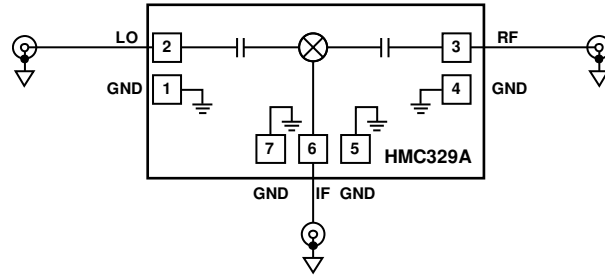 LO 2 3 RF
GND 1 4 GND
7 6 5 HMC329A
GND IF GND